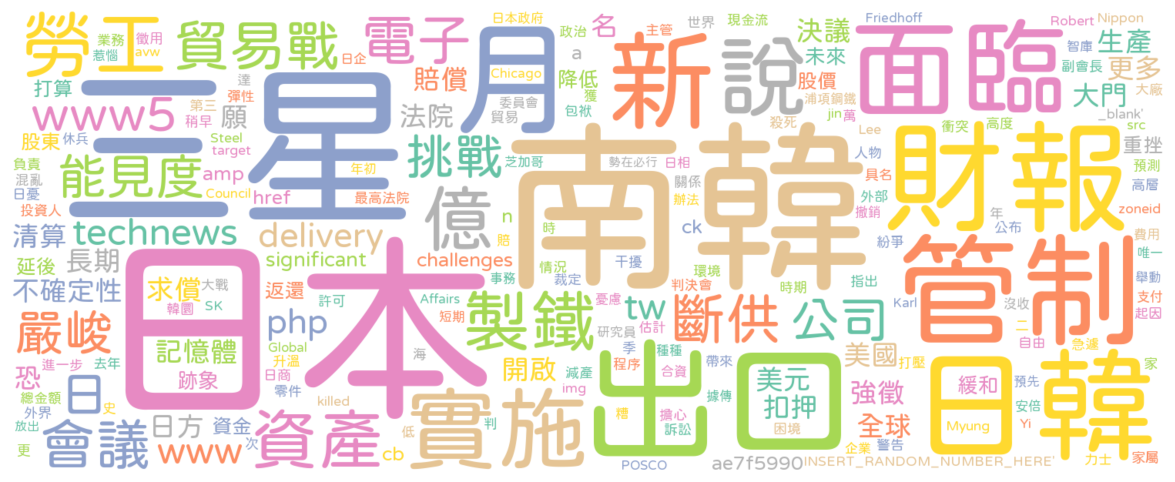 日本政府
Friedhoff
Robert
Nippon
業務
徵用
名
政治
世界
現金流
主管
決議
智庫
勞工
貿易戰
電子
月
新
說
面臨
生產
惹惱
avw
日企
a
未來
副會長
打算
賠償
Chicago
降低
股價
更多
達
委員會
獲
浦項鋼鐵
大廠
www5
第三
彈性
法院
貿易
包袱
jin
萬
大門
_blank'
稍早
願
三星
殺死
Lee
衝突
高度
src
股東
休兵
Steel
target
挑戰
芝加哥
勢在必行
日相
人物
重挫
負責
能見度
amp
年初
南韓
關係
具名
財報
預測
混亂
Council
href
最高法院
億
辦法
外部
高層
日憂
撤銷
投資人
n
時
ck
年
zoneid
清算
technews
delivery
賠
干擾
紛爭
公布
費用
長期
significant
challenges
情況
環境
唯一
延後
事務
裁定
判決會
時期
指出
管制
舉動
不確定性
求償
大戰
返還
許可
Affairs
製鐵
憂慮
tw
斷供
公司
Karl
沒收
支付
韓圜
SK
日本
短期
估計
二
起因
嚴峻
php
研究員
自由
急遽
記憶體
Global
海
季
種種
美國
打壓
恐
進一步
去年
升溫
程序
合資
帶來
家
跡象
日商
開啟
減產
美元
緩和
預先
總金額
日
零件
img
據傳
強徵
安倍
外界
史
killed
實施
出口
擔心
扣押
日韓
放出
會議
日方
資金
資產
判
糟
訴訟
困境
全球
Myung
Yi
更
www
次
低
企業
警告
cb
POSCO
ae7f5990
INSERT_RANDOM_NUMBER_HERE'
力士
家屬